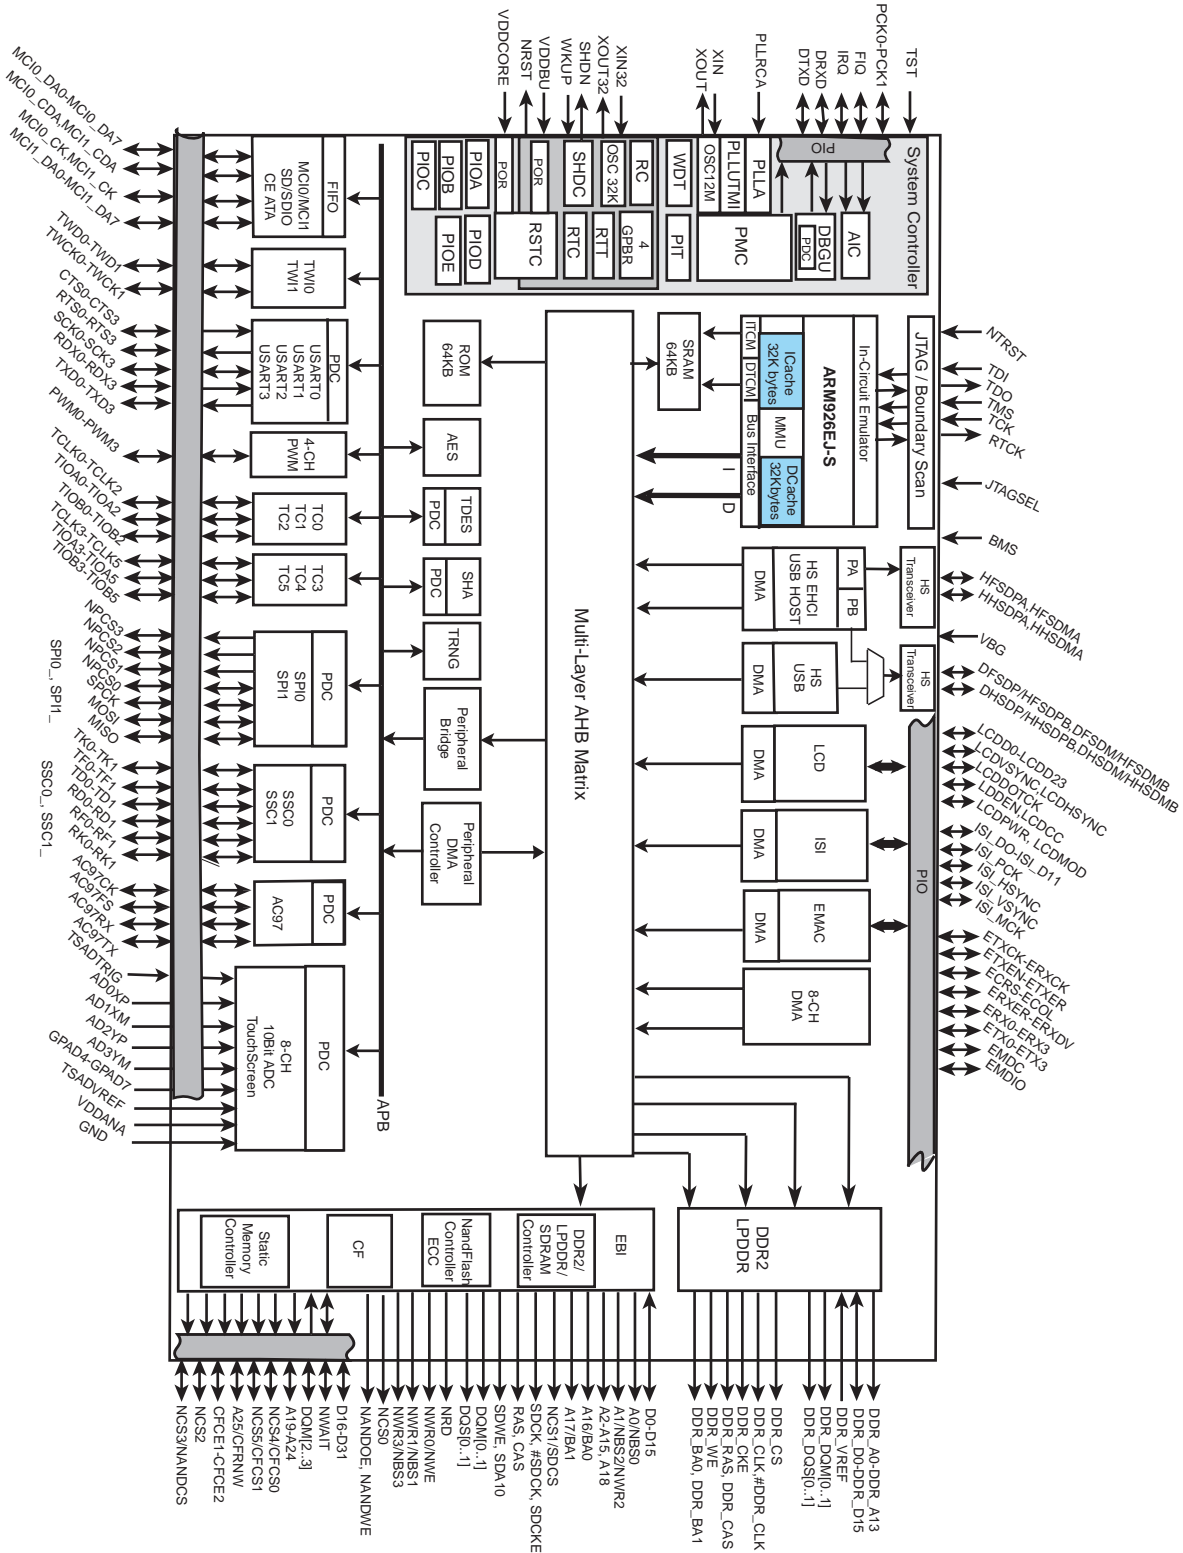 TST
PCK0-PCK1
FIQ
IRQ
DRXD
DTXD
PLLRCA
XIN
XOUT
XIN32
XOUT32
SHDN
WKUP
VDDBU
NRST
VDDCORE
System Controller
PIO
AIC
DBGU
PDC
PLLA
PLLUTMI
OSC12M
PMC
WDT
PIT
RC
OSC 32K
4
GPBR
RTT
SHDC
RTC
POR
POR
RSTC
PIOA
PIOB
PIOC
PIOD
PIOE
NTRST
TDI
TDO
TMS
TCK
RTCK
JTAGSEL
BMS
HFSDPA,HFSDMA
HHSDPA,HHSDMA
VBG
DFSDP/HFSDPB,DFSDM/HFSDMB
DHSDP/HHSDPB,DHSDM/HHSDMB
LCDD0-LCDD23
LCDVSYNC,LCDHSYNC
LCDDOTCK
LDDEN,LCDCC
LCDPWR, LCDMOD
ISI_DO-ISI_D11
ISI_PCK
ISI_HSYNC
ISI_VSYNC
ISI_MCK
ETXCK-ERXCK
ETXEN-ETXER
ECRS-ECOL
ERXER-ERXDV
ERX0-ERX3
ETX0-ETX3
EMDC
EMDIO
JTAG / Boundary Scan
In-Circuit Emulator
ARM926EJ-S
ICache
32K bytes
MMU
DCache
32Kbytes
ITCM
DTCM
Bus Interface
I
D
SRAM
64KB
ROM
64KB
HS
Transceiver
HS
Transceiver
PA
PB
HS EHCI
USB HOST
DMA
HS
USB
DMA
LCD
DMA
ISI
DMA
EMAC
DMA
8-CH
DMA
PIO
Multi-Layer AHB Matrix
AES
TDES
PDC
SHA
PDC
TRNG
Peripheral
Bridge
Peripheral
DMA
Controller
APB
FIFO
MCI0/MCI1
SD/SDIO
CE ATA
TWI0
TWI1
PDC
USART0
USART1
USART2
USART3
4-CH
PWM
TC0
TC1
TC2
TC3
TC4
TC5
PDC
SPI0
SPI1
PDC
SSC0
SSC1
PDC
AC97
PDC
8-CH
10Bit ADC
TouchScreen
MCI0_DA0-MCI0_DA7
MCI0_CDA,MCI1_CDA
MCI0_CK,MCI1_CK
MCI1_DA0-MCI1_DA7
TWD0-TWD1
TWCK0-TWCK1
CTS0-CTS3
RTS0-RTS3
SCK0-SCK3
RDX0-RDX3
TXD0-TXD3
PWM0-PWM3
TCLK0-TCLK2
TIOA0-TIOA2
TIOB0-TIOB2
TCLK3-TCLK5
TIOA3-TIOA5
TIOB3-TIOB5
SPI0_, SPI1_
NPCS3
NPCS2
NPCS1
NPCS0
SPCK
MOSI
MISO
SSC0_, SSC1_
TK0-TK1
TF0-TF1
TD0-TD1
RD0-RD1
RF0-RF1
RK0-RK1
AC97CK
AC97FS
AC97RX
AC97TX
TSADTRIG
AD0XP
AD1XM
AD2YP
AD3YM
GPAD4-GPAD7
TSADVREF
VDDANA
GND
DDR2
LPDDR
EBI
DDR2/
LPDDR/
SDRAM
Controller
NandFlash
Controller
ECC
CF
Static
Memory
Controller
DDR_A0-DDR_A13
DDR_D0-DDR_D15
DDR_VREF
DDR_DQM[0..1]
DDR_DQS[0..1]
DDR_CS
DDR_CLK,#DDR_CLK
DDR_CKE
DDR_RAS, DDR_CAS
DDR_WE
DDR_BA0, DDR_BA1
D0-D15
A0/NBS0
A1/NBS2/NWR2
A2-A15, A18
A16/BA0
A17/BA1
NCS1/SDCS
SDCK, #SDCK, SDCKE
RAS, CAS
SDWE, SDA10
DQM[0..1]
DQS[0..1]
NRD
NWR0/NWE
NWR1/NBS1
NWR3/NBS3
NCS0
NANDOE, NANDWE
D16-D31
NWAIT
DQM[2..3]
A19-A24
NCS4/CFCS0
NCS5/CFCS1
A25/CFRNW
CFCE1-CFCE2
NCS2
NCS3/NANDCS